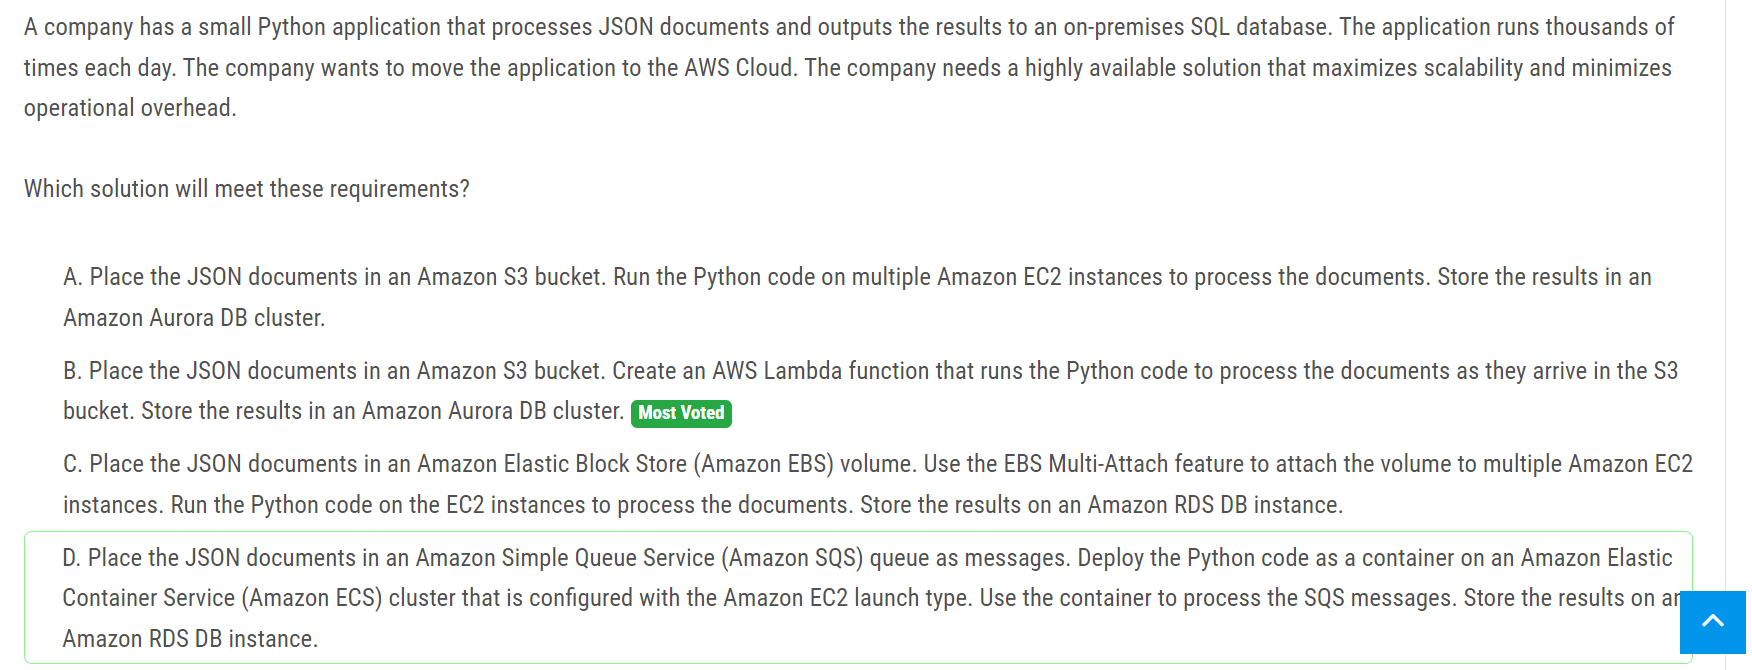 A company has a small Python application that processes JSON documents and outputs the results to an on-premises SQL database. The application runs thousands of
times each day. The company wants to move the application to the AWS Cloud. The company needs a highly available solution that maximizes scalability and minimizes
operational overhead.
Which solution will meet these requirements?
A. Place the JSON documents in an Amazon S3 bucket. Run the Python code on multiple Amazon EC2 instances to process the documents. Store the results in an
Amazon Aurora DB cluster.
B. Place the JSON documents in an Amazon S3 bucket. Create an AWS Lambda function that runs the Python code to process the documents as they arrive in the S3
bucket. Store the results in an Amazon Aurora DB cluster. Most Voted
C. Place the JSON documents in an Amazon Elastic Block Store (Amazon EBS) volume. Use the EBS Multi-Attach feature to attach the volume to multiple Amazon EC2
instances. Run the Python code on the EC2 instances to process the documents. Store the results on an Amazon RDS DB instance.
D. Place the JSON documents in an Amazon Simple Queue Service (Amazon SQS) queue as messages. Deploy the Python code as a container on an Amazon Elastic
Container Service (Amazon ECS) cluster that is configured with the Amazon EC2 launch type. Use the container to process the SQS messages. Store the results on an
Amazon RDS DB instance.